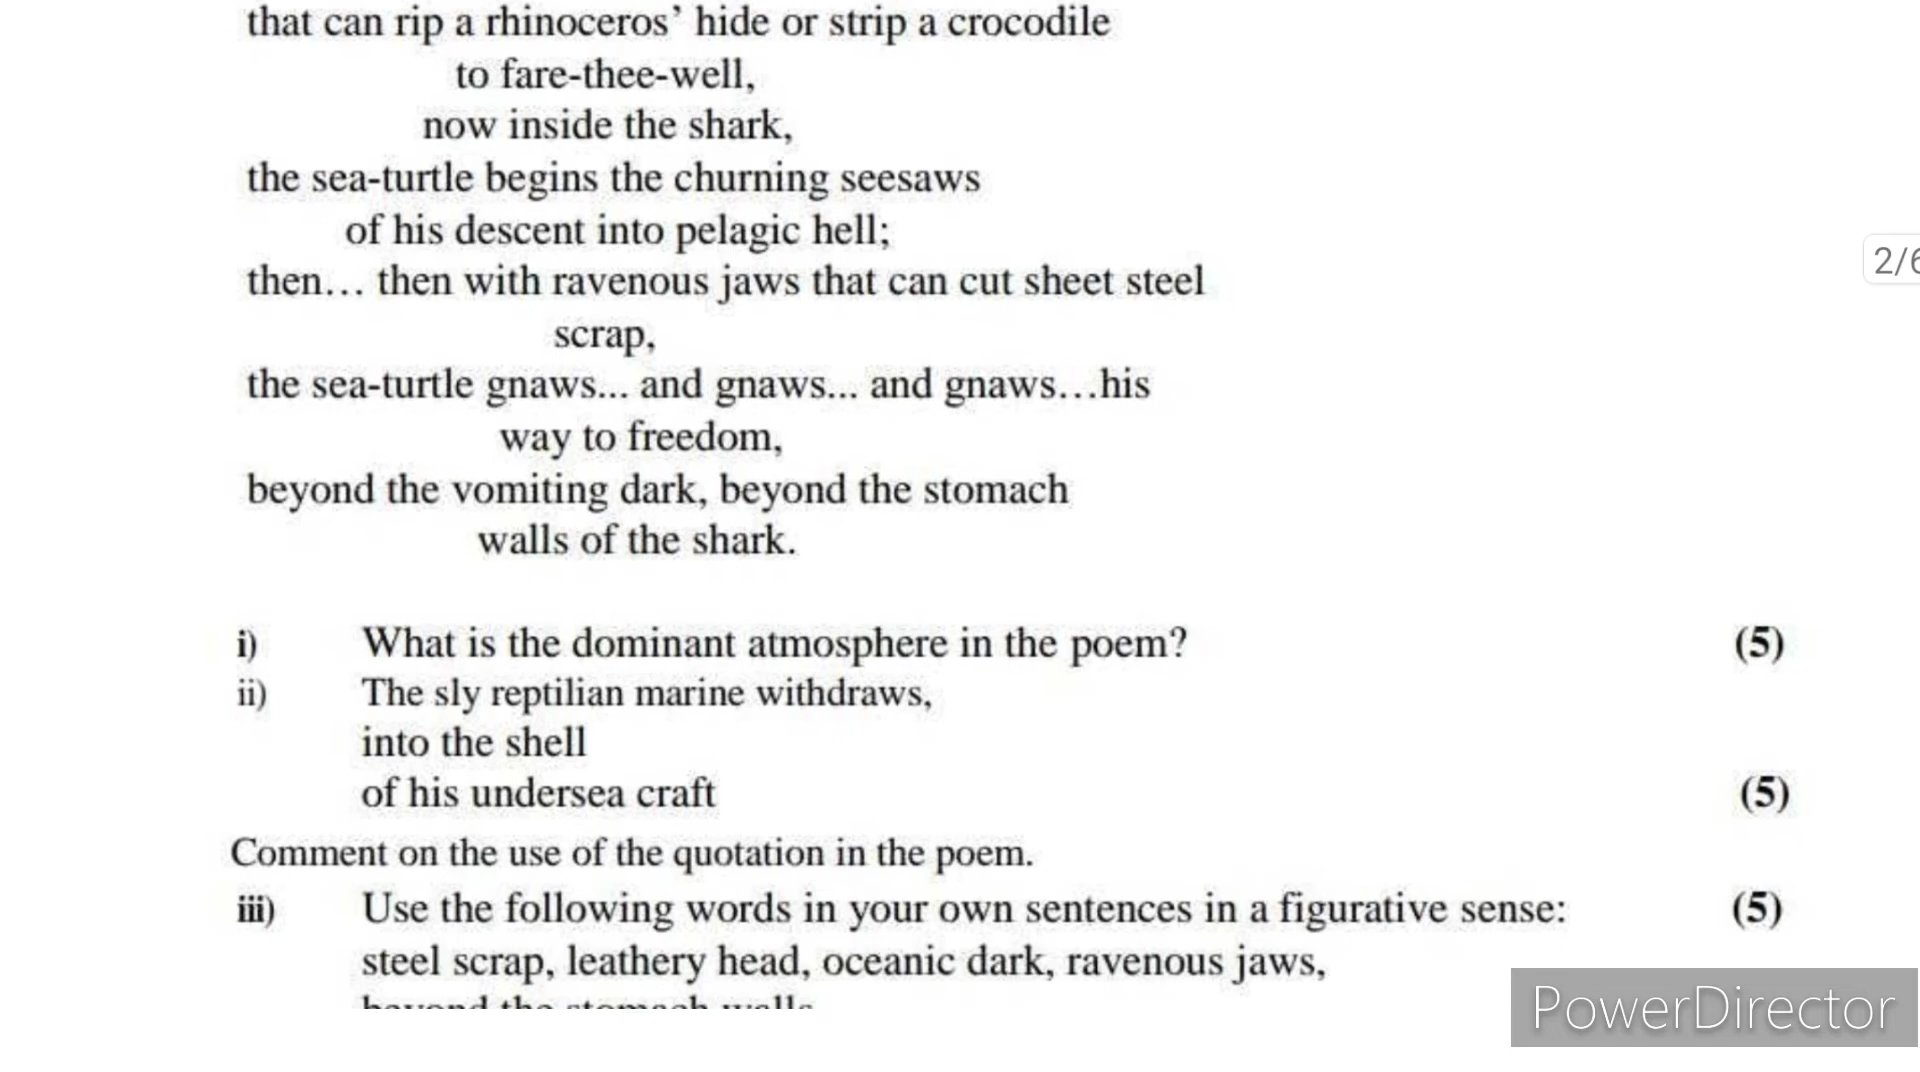 that can rip a rhinoceros’ hide or strip a crocodile
to fare-thee-well,
now inside the shark,
the sea-turtle begins the churning seesaws
of his descent into pelagic hell;
then… then with ravenous jaws that can cut sheet steel
scrap,
the sea-turtle gnaws... and gnaws... and gnaws…his
way to freedom,
beyond the vomiting dark, beyond the stomach
walls of the shark.
i) What is the dominant atmosphere in the poem? (5)
ii) The sly reptilian marine withdraws,
into the shell
of his undersea craft (5)
Comment on the use of the quotation in the poem.
iii) Use the following words in your own sentences in a figurative sense: (5)
steel scrap, leathery head, oceanic dark, ravenous jaws,
beyond the stomach walls
2/6
PowerDirector